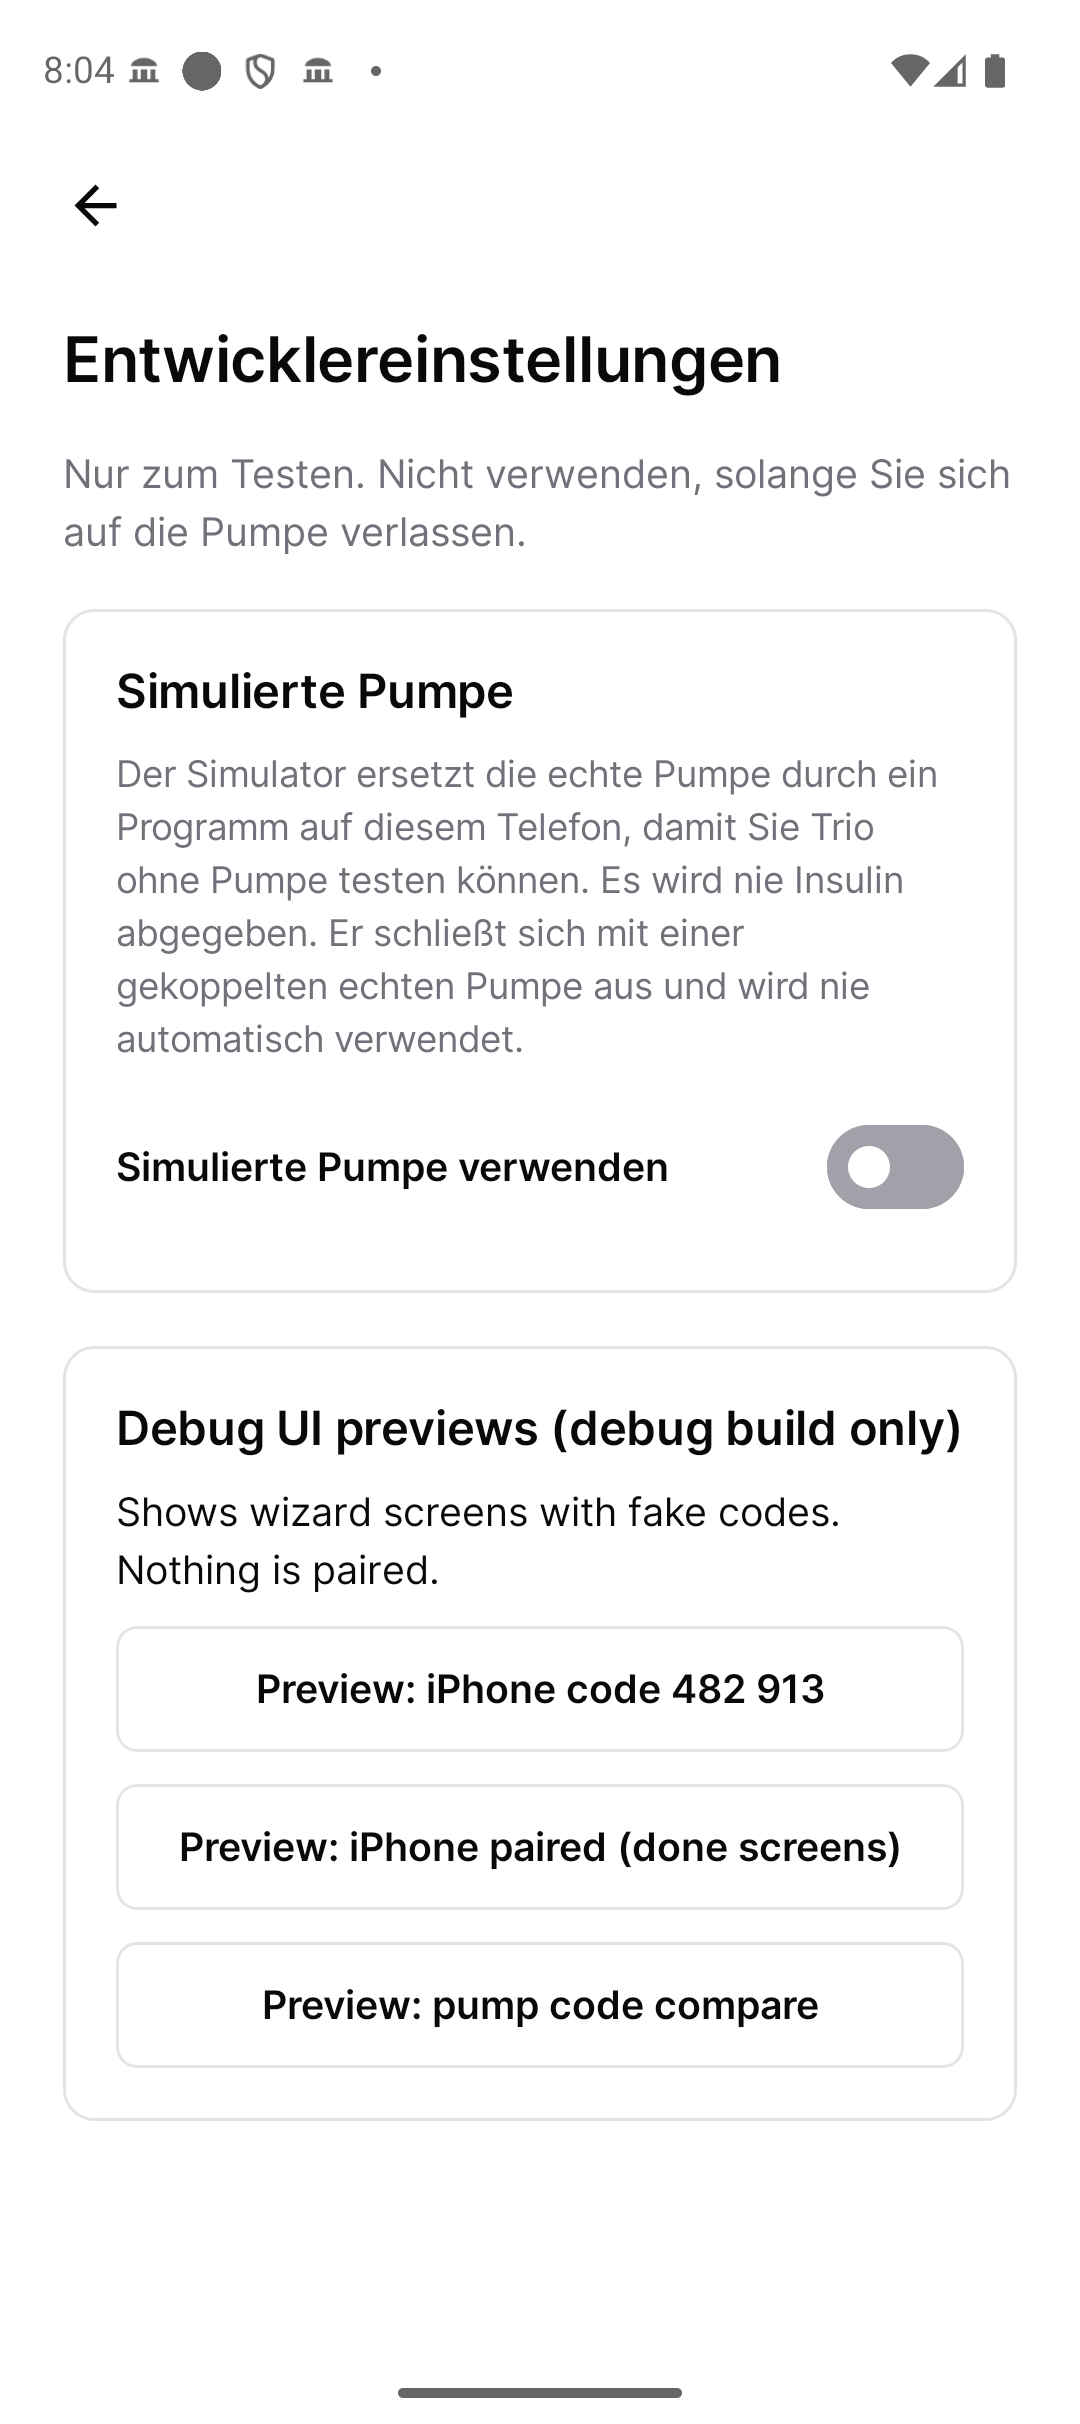 8:04
Entwicklereinstellungen
Nur zum Testen. Nicht verwenden, solange Sie sich
auf die Pumpe verlassen.
Simulierte Pumpe
Der Simulator ersetzt die echte Pumpe durch ein
Programm auf diesem Telefon, damit Sie Trio
ohne Pumpe testen können. Es wird nie Insulin
abgegeben. Er schließt sich mit einer
gekoppelten echten Pumpe aus und wird nie
automatisch verwendet.
Simulierte Pumpe verwenden
Debug UI previews (debug build only)
Shows wizard screens with fake codes.
Nothing is paired.
Preview: iPhone code 482 913
Preview: iPhone paired (done screens)
Preview: pump code compare